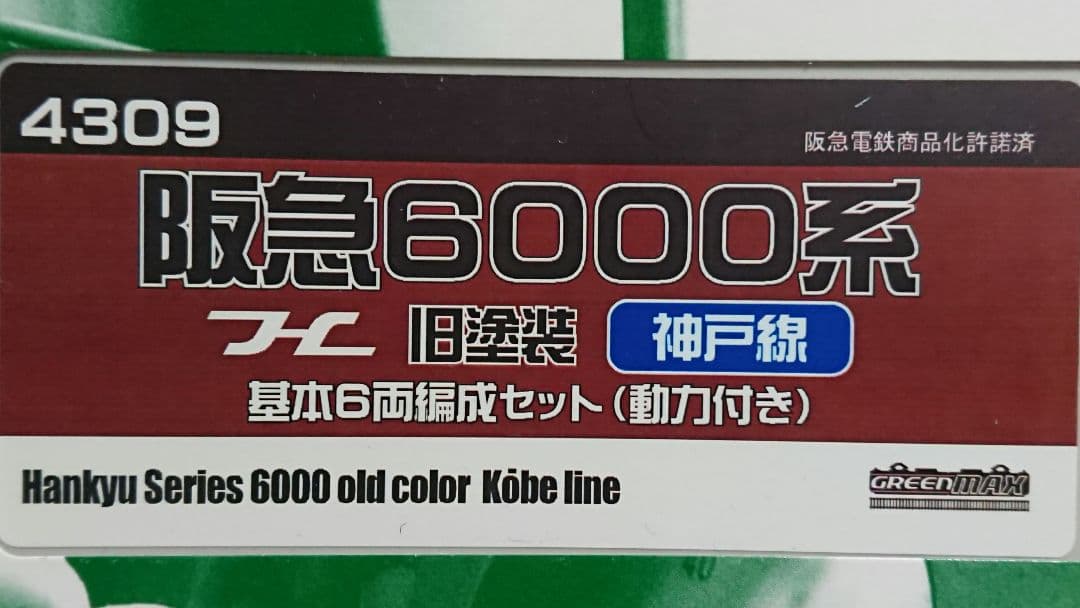 4309
阪急電鉄商品化許諾済
阪急6000系
H 旧塗装 神戸線
基本6両編成セット(動力付き)
Hankyu Series 6000 old color Kōbe line
GREENMAX